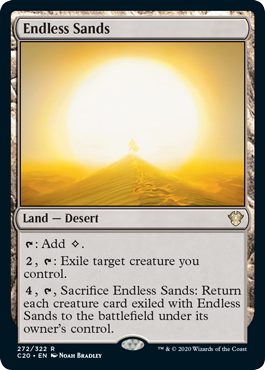 Endless Sands
Land — Desert
: Add .
2, : Exile target creature you
control.
4, , Sacrifice Endless Sands: Return
each creature card exiled with Endless
Sands to the battlefield under its
owner's control.
272/322 R
C20 • EN Noah Bradley
™ & © 2020 Wizards of the Coast